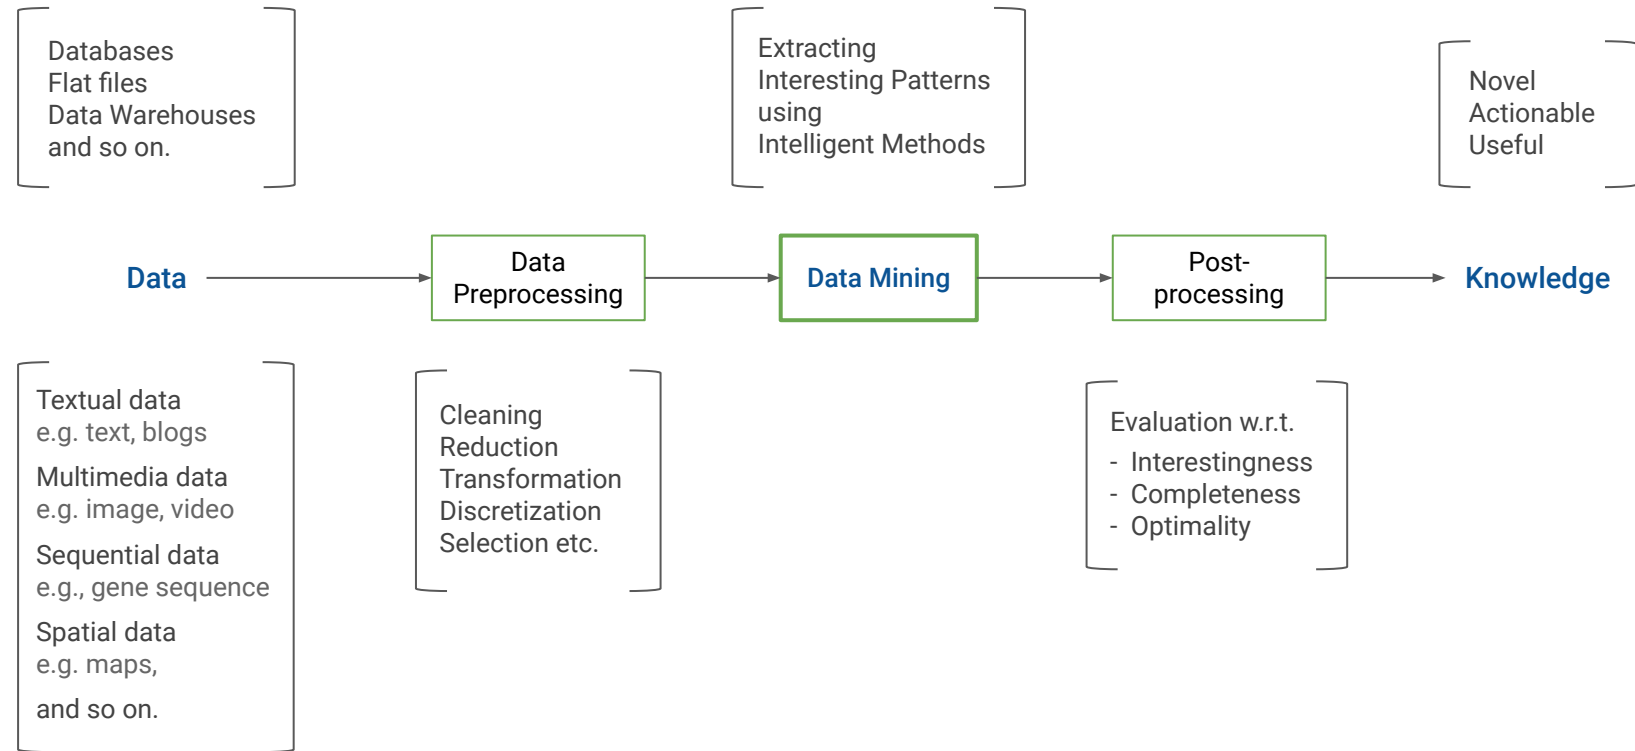 Databases
Flat files
Data Warehouses
and so on.
Extracting
Interesting Patterns
using
Intelligent Methods
Novel
Actionable
Useful
Data
Data
Preprocessing
Data Mining
Post-
processing
Knowledge
Textual data
e.g. text, blogs
Multimedia data
e.g. image, video
Sequential data
e.g., gene sequence
Spatial data
e.g. maps,
and so on.
Cleaning
Reduction
Transformation
Discretization
Selection etc.
Evaluation w.r.t.
- Interestingness
- Completeness
- Optimality